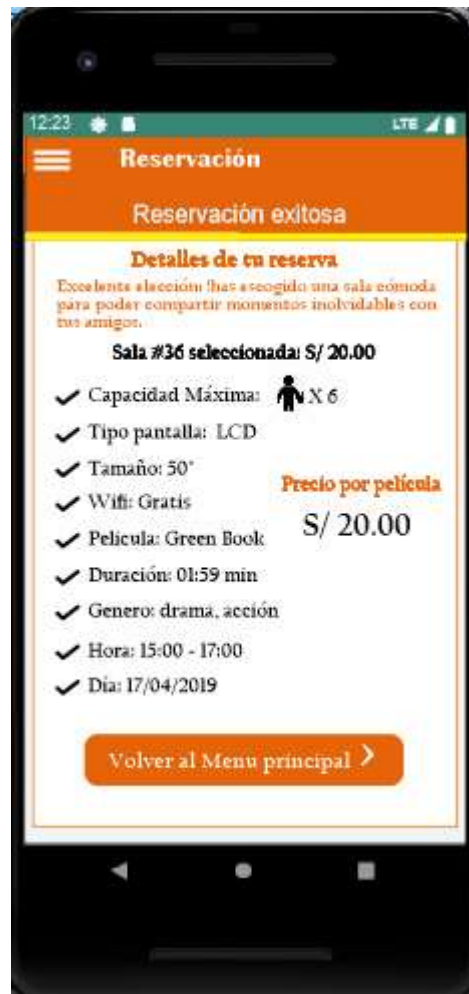 12:23
LTE
Reservación
Reservación exitosa
Detalles de tu reserva
Excelente elección! !has escogido una sala cómoda
para poder compartir momentos inolvidables con
tus amigos.
Sala #36 seleccionada: S/ 20.00
Capacidad Máxima: X 6
Tipo pantalla: LCD
Tamaño: 50"
Wifi: Gratis
Precio por película
S/ 20.00
Pelicula: Green Book
Duración: 01:59 min
Genero: drama, acción
Hora: 15:00 - 17:00
Día: 17/04/2019
Volver al Menu principal >